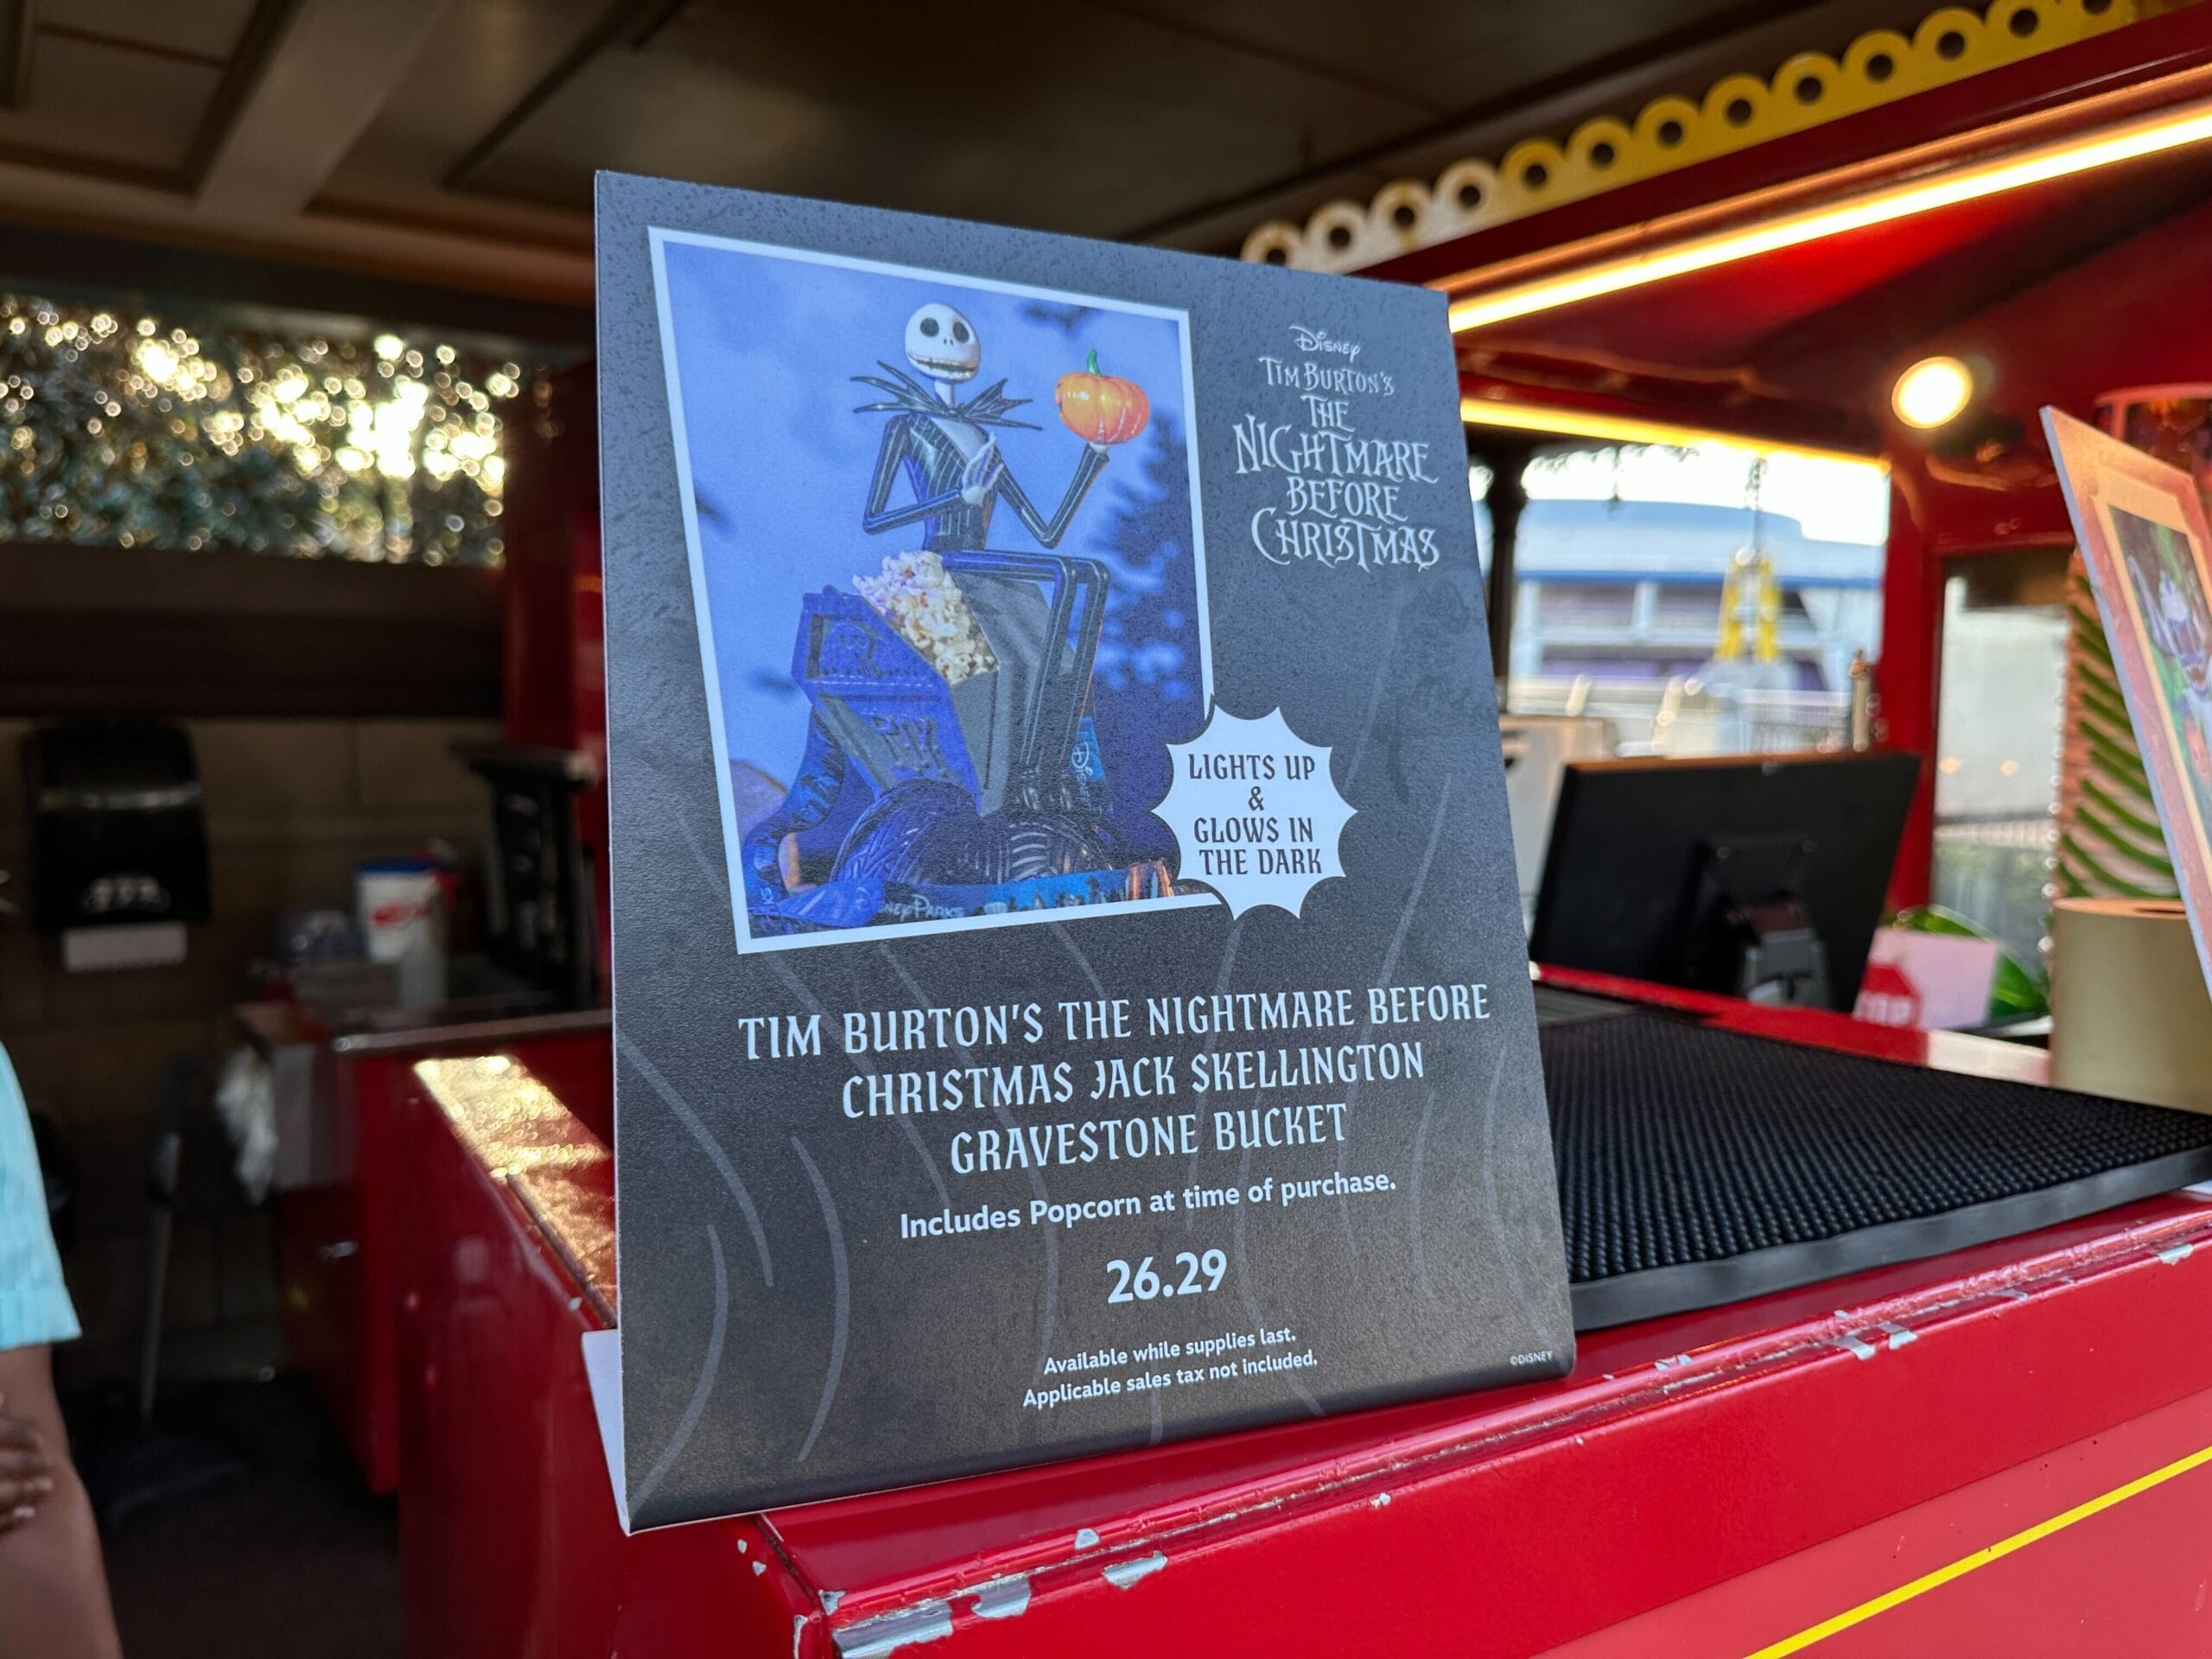 Disney
Tim Burton's
The
Nightmare
Before
Christmas
RIP
LIGHTS UP
&
GLOWS IN
THE DARK
TIM BURTON'S THE NIGHTMARE BEFORE
CHRISTMAS JACK SKELLINGTON
GRAVESTONE BUCKET
Includes Popcorn at time of purchase.
26.29
Available while supplies last.
Applicable sales tax not included.
©DISNEY